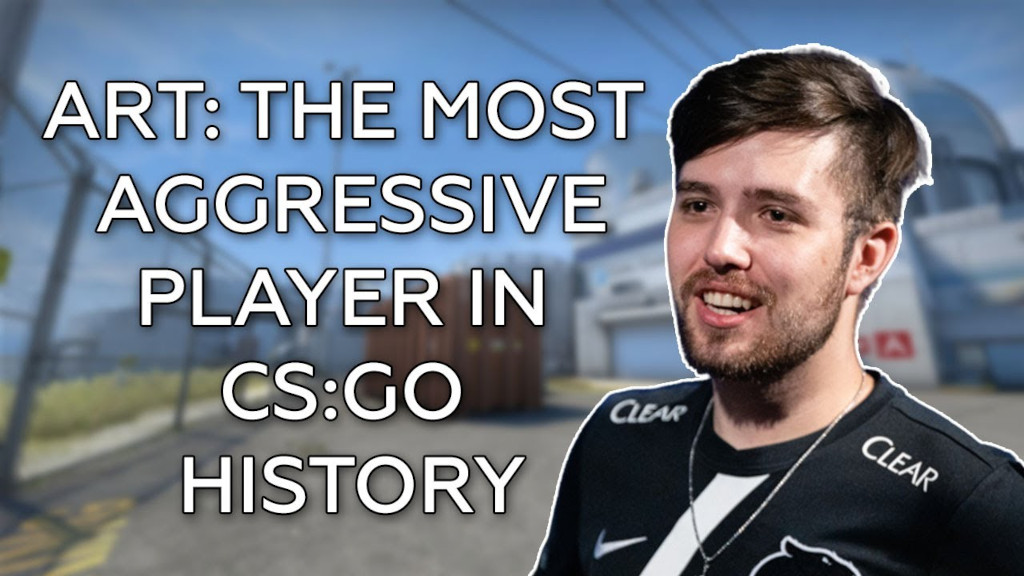 ART: THE MOST
AGGRESSIVE
PLAYER IN
CS:GO
HISTORY
CLEAR
CLEAR
A